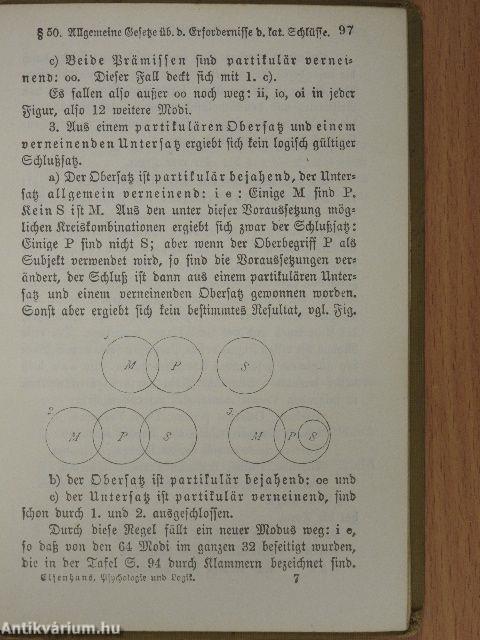 § 50. Allgemeine Gesetze üb. d. Erfordernisse d. kat. Schlüsse. 97
c) Beide Prämissen sind partikulär vernei-
nend: oo. Dieser Fall deckt sich mit 1. c).
Es fallen also außer oo noch weg: ii, io, oi in jeder
Figur, also 12 weitere Modi.
3. Aus einem partikulären Obersatz und einem
verneinenden Untersatz ergibt sich kein logisch gültiger
Schlußsatz.
a) Der Obersatz ist partikulär bejahend, der Unter-
satz allgemein verneinend: i e: Einige M sind P.
Kein S ist M. Aus den unter dieser Voraussetzung mög-
lichen Kreiskombinationen ergibt sich zwar der Schlußsatz:
Einige P sind nicht S; aber wenn der Oberbegriff P als
Subjekt verwendet wird, so sind die Voraussetzungen ver-
ändert, der Schluß ist dann aus einem partikulären Unter-
satz und einem verneinenden Obersatz gewonnen worden.
Sonst aber ergiebt sich kein bestimmtes Resultat, vgl. Fig.
1. M P S
2. M P S 3. M P S
b) der Obersatz ist partikulär bejahend; oe und
c) der Untersatz ist partikulär verneinend, sind
schon durch 1. und 2. ausgeschlossen.
Durch diese Regel fällt ein neuer Modus weg: i e,
so daß von den 64 Modi im ganzen 32 beseitigt wurden,
die in der Tafel S. 94 durch Klammern bezeichnet sind.
Elsenhans, Psychologie und Logik. 7
Antikvárium.hu